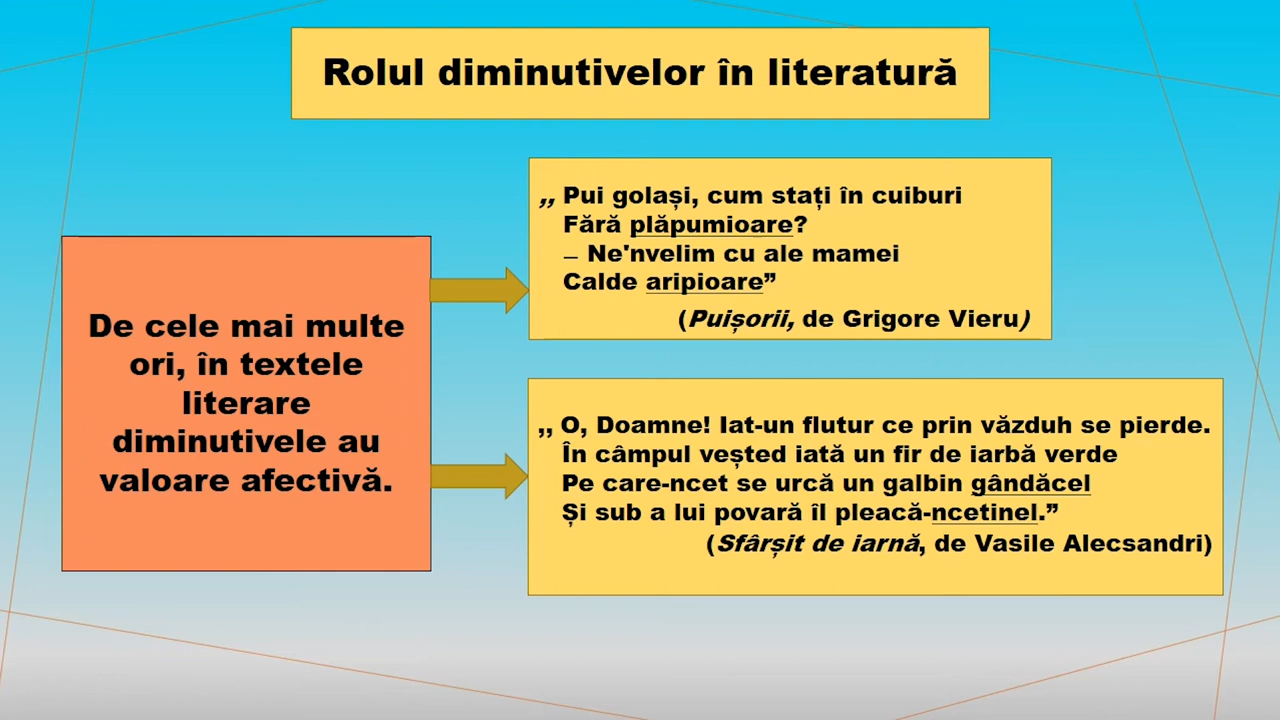 Rolul diminutivelor în literatură
De cele mai multe
ori, în textele
literare
diminutivele au
valoare afectivă.
,, Pui golași, cum stați în cuiburi
Fără plăpumioare?
– Ne'nvelim cu ale mamei
Calde aripioare”
(Puișorii, de Grigore Vieru)
,, O, Doamne! Iat-un flutur ce prin văzduh se pierde.
În câmpul veșted iată un fir de iarbă verde
Pe care-ncet se urcă un galbin gândăcel
Și sub a lui povară îl pleacă-ncetinel.”
(Sfârșit de iarnă, de Vasile Alecsandri)